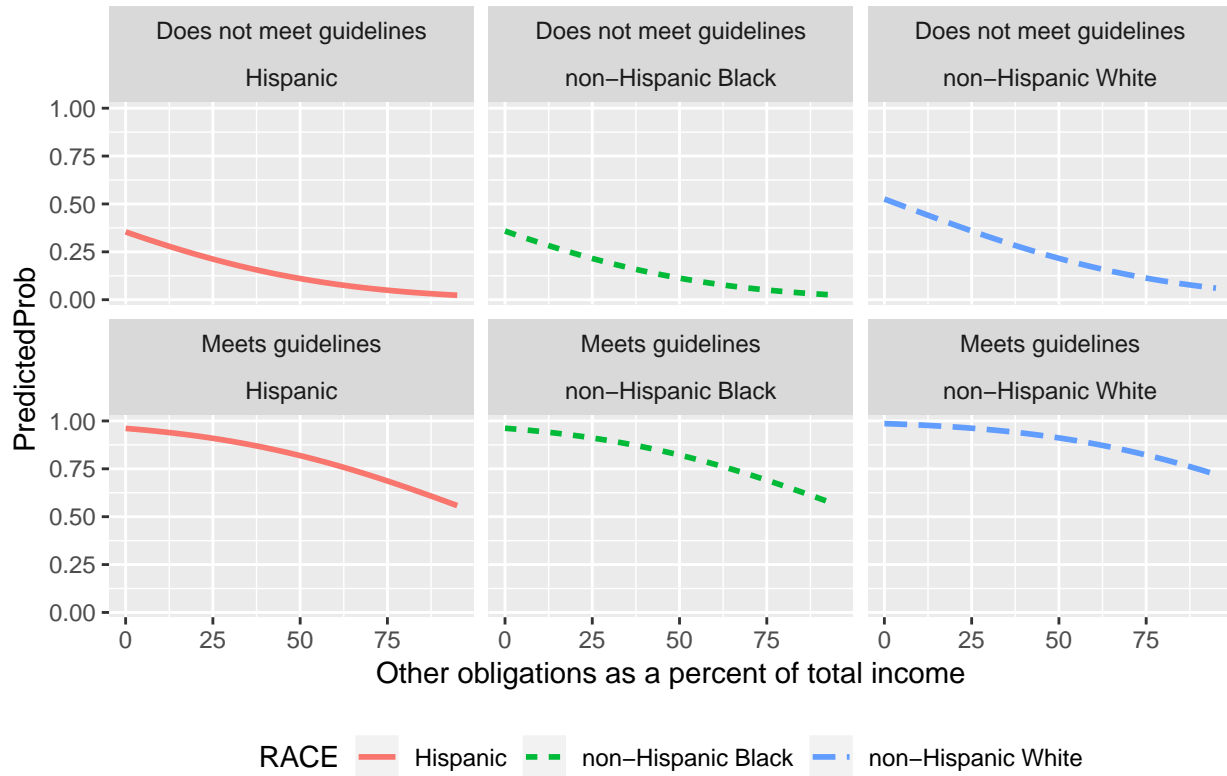 Does not meet guidelines
Hispanic
Does not meet guidelines
non−Hispanic Black
Does not meet guidelines
non−Hispanic White
1.00
0.75
0.50
0.25
0.00
Meets guidelines
Hispanic
Meets guidelines
non−Hispanic Black
Meets guidelines
non−Hispanic White
1.00
0.75
0.50
0.25
0.00
PredictedProb
0 25 50 75 0 25 50 75 0 25 50 75
Other obligations as a percent of total income
RACE Hispanic non−Hispanic Black non−Hispanic White